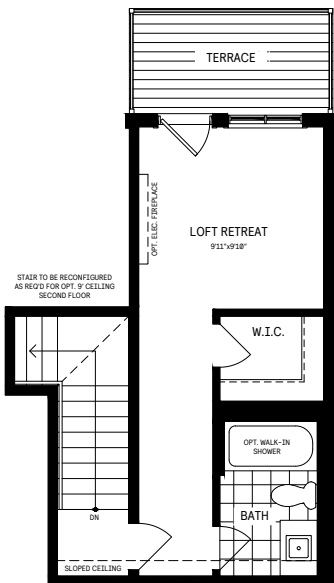 TERRACE
OPT. ELEC. FIREPLACE
LOFT RETREAT
9'11"x9'10"
STAIR TO BE RECONFIGURED
AS REQ'D FOR OPT. 9' CEILING
SECOND FLOOR
W.I.C.
OPT. WALK-IN
SHOWER
BATH
DN
SLOPED CEILING